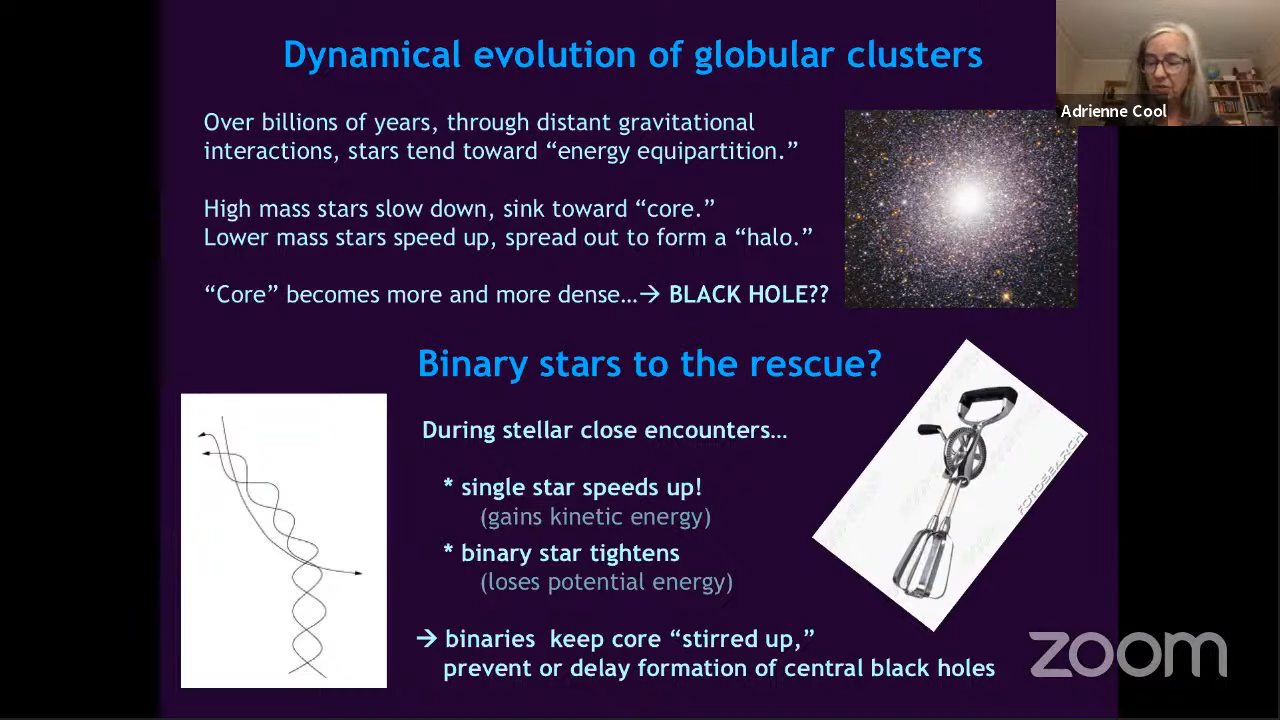 Dynamical evolution of globular clusters
Adrienne Cool
Over billions of years, through distant gravitational
interactions, stars tend toward “energy equipartition.”
High mass stars slow down, sink toward “core.”
Lower mass stars speed up, spread out to form a “halo.”
“Core” becomes more and more dense…→ BLACK HOLE??
Binary stars to the rescue?
During stellar close encounters…
* single star speeds up!
(gains kinetic energy)
* binary star tightens
(loses potential energy)
→ binaries keep core “stirred up,”
prevent or delay formation of central black holes
FOTOSEARCH
zoom